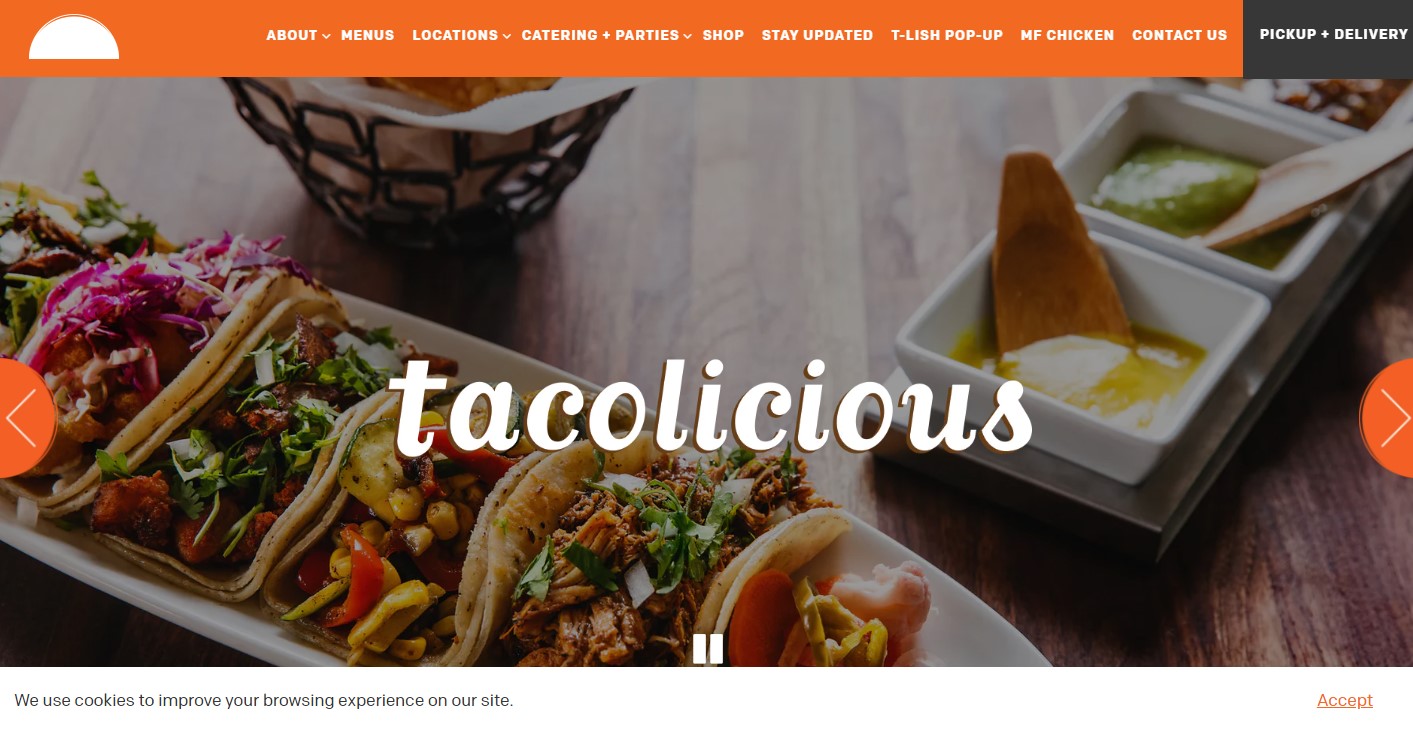 ABOUT MENUS LOCATIONS CATERING + PARTIES SHOP STAY UPDATED T-LISH POP-UP MF CHICKEN CONTACT US PICKUP + DELIVERY
tacolicious
We use cookies to improve your browsing experience on our site. Accept